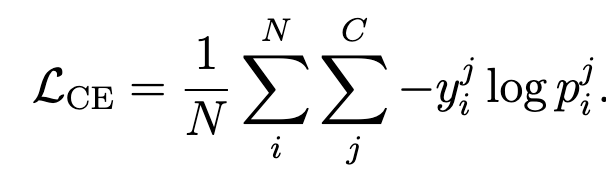 $\mathcal{L}_{\mathrm{CE}} = \frac{1}{N} \sum_{i}^{N} \sum_{j}^{C} -y_i^j \log p_i^j.$